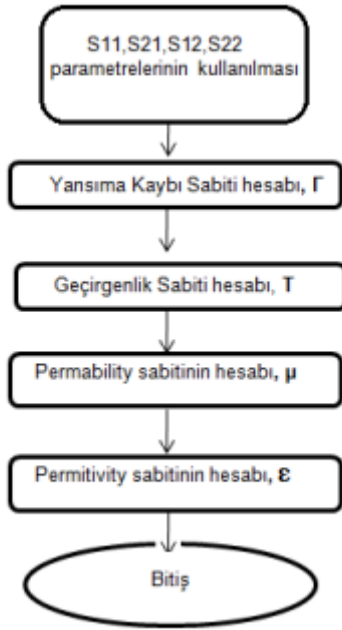 S11,S21,S12,S22
parametrelerinin kullanılması
Yansıma Kaybı Sabiti hesabı, Γ
Geçirgenlik Sabiti hesabı, T
Permability sabitinin hesabı, µ
Permitivity sabitinin hesabı, ε
Bitiş